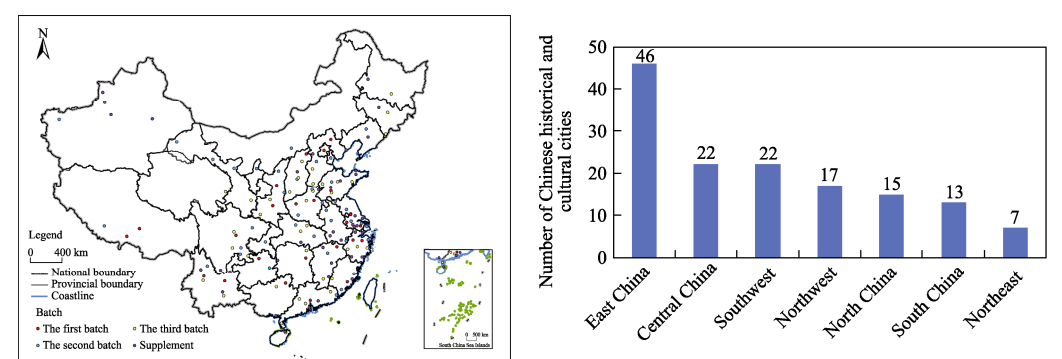 N
Legend
0 400 km
National boundary
Provincial boundary
Coastline
Batch
The first batch
The third batch
The second batch
Supplement
0 500 km
South China Sea Islands
Number of Chinese historical and
cultural cities
50
40
30
20
10
0
46
22
22
17
15
13
7
East China
Central China
Southwest
Northwest
North China
South China
Northeast